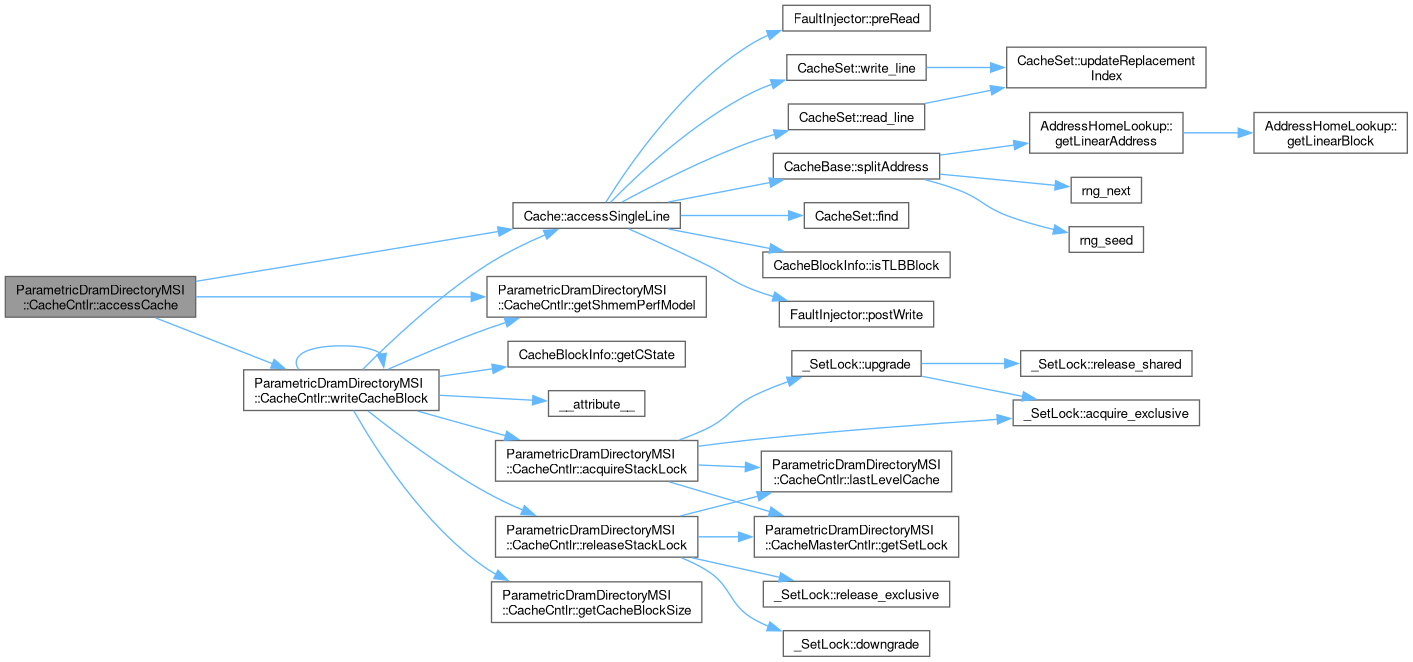 ParametricDramDirectoryMSI
::CacheCntlr::accessCache
Cache::accessSingleLine
FaultInjector::preRead
CacheSet::write_line
CacheSet::updateReplacement
Index
CacheSet::read_line
CacheBase::splitAddress
AddressHomeLookup::
getLinearAddress
AddressHomeLookup::
getLinearBlock
rng_next
rng_seed
CacheSet::find
CacheBlockInfo::isTLBBlock
FaultInjector::postWrite
ParametricDramDirectoryMSI
::CacheCntlr::getShmemPerfModel
ParametricDramDirectoryMSI
::CacheCntlr::writeCacheBlock
CacheBlockInfo::getCState
__attribute__
ParametricDramDirectoryMSI
::CacheCntlr::acquireStackLock
_SetLock::upgrade
_SetLock::release_shared
_SetLock::acquire_exclusive
ParametricDramDirectoryMSI
::CacheCntlr::lastLevelCache
ParametricDramDirectoryMSI
::CacheMasterCntlr::getSetLock
ParametricDramDirectoryMSI
::CacheCntlr::releaseStackLock
_SetLock::release_exclusive
_SetLock::downgrade
ParametricDramDirectoryMSI
::CacheCntlr::getCacheBlockSize